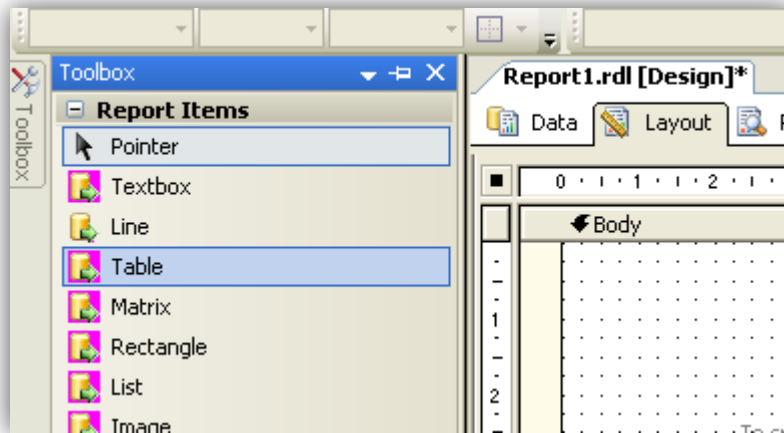 Toolbox
Toolbox
Report Items
Pointer
Textbox
Line
Table
Matrix
Rectangle
List
Image
Report1.rdl [Design]*
Data Layout
0 1 2
Body
1
2